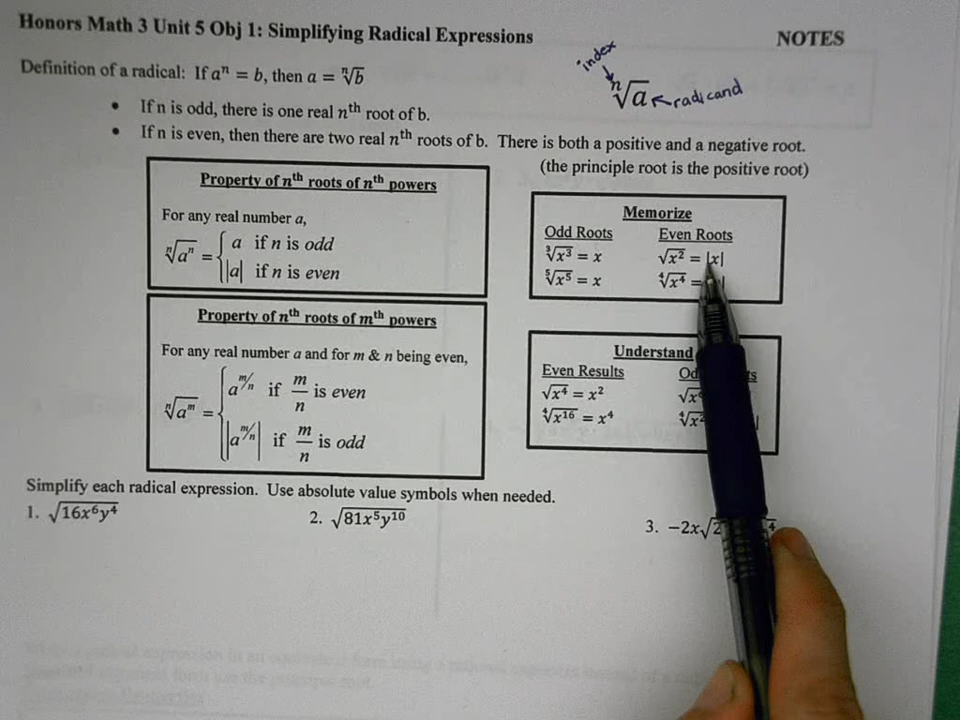 Honors Math 3 Unit 5 Obj 1: Simplifying Radical Expressions NOTES
index
Definition of a radical: If aⁿ = b, then a = ⁿ√b
ⁿ√a radicand
• If n is odd, there is one real nᵗʰ root of b.
• If n is even, then there are two real nᵗʰ roots of b. There is both a positive and a negative root.
(the principle root is the positive root)
Property of nᵗʰ roots of nᵗʰ powers
For any real number a,
ⁿ√aⁿ = { a if n is odd
|a| if n is even
Memorize
Odd Roots Even Roots
³√x³ = x √x² = |x|
⁵√x⁵ = x ⁴√x⁴ =
Property of nᵗʰ roots of mᵗʰ powers
For any real number a and for m & n being even,
ⁿ√aᵐ = { a^m/n if m/n is even
|a^m/n| if m/n is odd
Understand
Even Results
√x⁴ = x²
⁴√x¹⁶ = x⁴
Simplify each radical expression. Use absolute value symbols when needed.
1. √16x⁶y⁴ 2. √81x⁵y¹⁰ 3. −2x√2